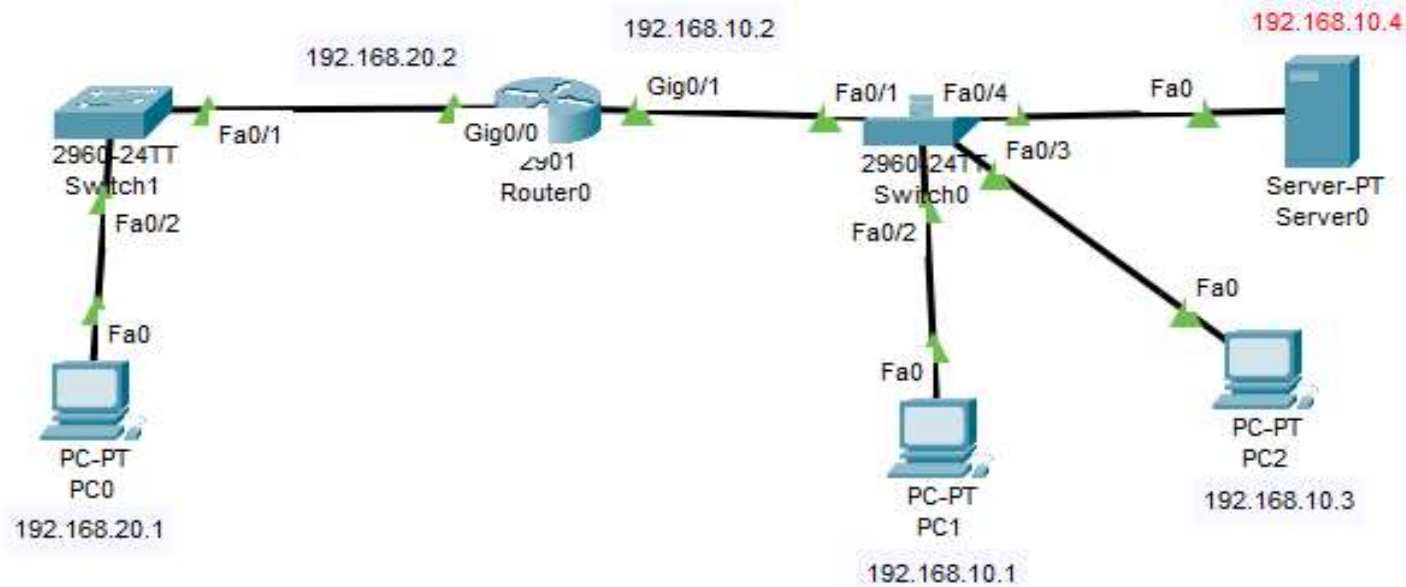 192.168.10.4
192.168.10.2
192.168.20.2
Gig0/1
Fa0/1
Fa0/4
Fa0
Fa0/1
Gig0/0
2960-24TT
Switch1
2901
Router0
2960-24TT
Switch0
Fa0/3
Server-PT
Server0
Fa0/2
Fa0/2
Fa0
Fa0
Fa0
PC-PT
PC0
192.168.20.1
PC-PT
PC1
192.168.10.1
PC-PT
PC2
192.168.10.3